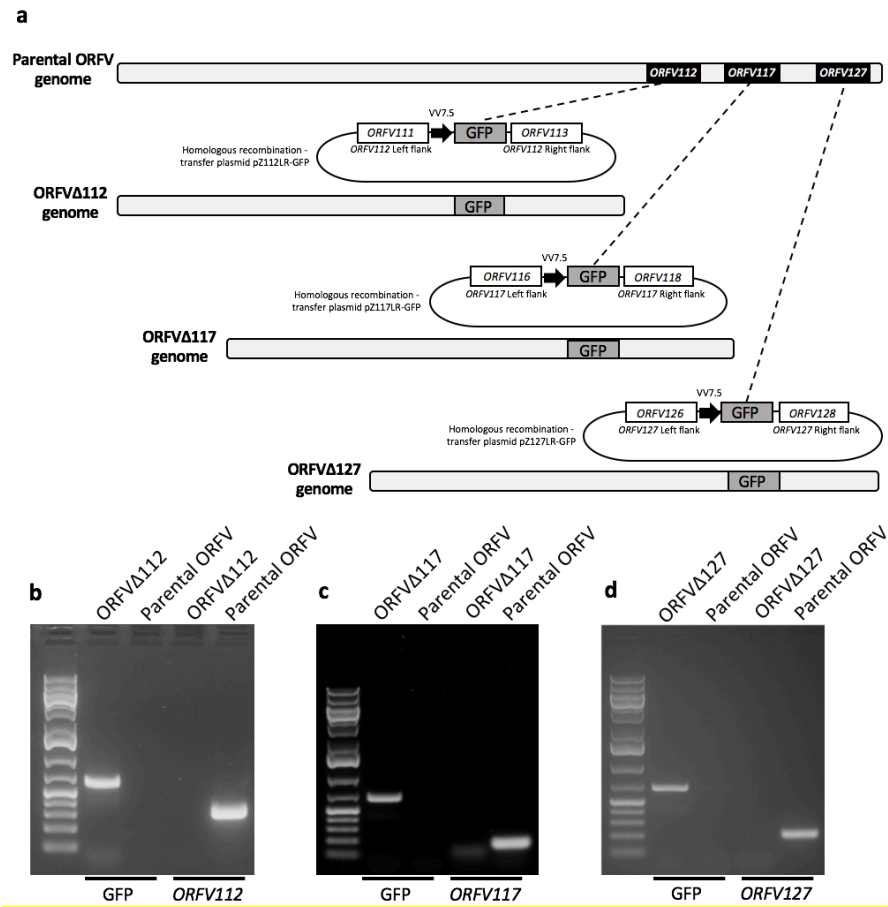 a
Parental ORFV
genome
ORFV112
ORFV117
ORFV127
VV7.5
ORFV111
GFP
ORFV113
ORFV112 Left flank
ORFV112 Right flank
Homologous recombination -
transfer plasmid pZ112LR-GFP
ORFVΔ112
genome
GFP
VV7.5
ORFV116
GFP
ORFV118
ORFV117 Left flank
ORFV117 Right flank
Homologous recombination -
transfer plasmid pZ117LR-GFP
ORFVΔ117
genome
GFP
VV7.5
ORFV126
GFP
ORFV128
ORFV127 Left flank
ORFV127 Right flank
Homologous recombination -
transfer plasmid pZ127LR-GFP
ORFVΔ127
genome
GFP
b
ORFVΔ112
Parental ORFV
ORFVΔ112
Parental ORFV
GFP
ORFV112
c
ORFVΔ117
Parental ORFV
ORFVΔ117
Parental ORFV
GFP
ORFV117
d
ORFVΔ127
Parental ORFV
ORFVΔ127
Parental ORFV
GFP
ORFV127